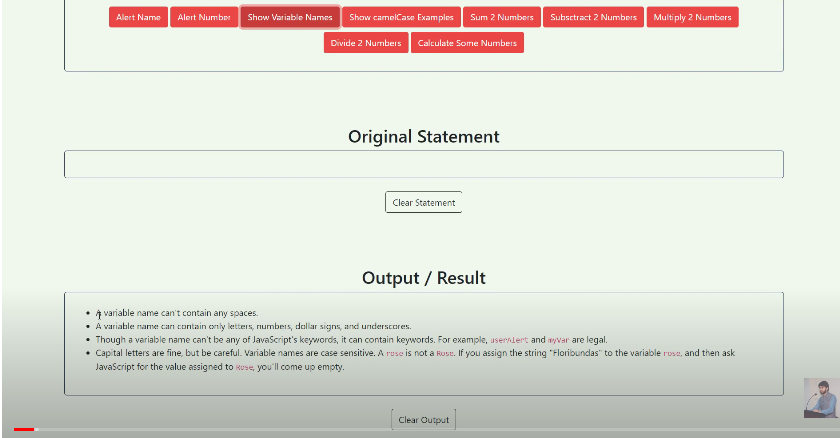 Alert Name Alert Number Show Variable Names Show camelCase Examples Sum 2 Numbers Subsctract 2 Numbers Multiply 2 Numbers
Divide 2 Numbers Calculate Some Numbers
Original Statement
Clear Statement
Output / Result
A variable name can't contain any spaces.
A variable name can contain only letters, numbers, dollar signs, and underscores.
Though a variable name can't be any of JavaScript's keywords, it can contain keywords. For example, userAlert and myVar are legal.
Capital letters are fine, but be careful. Variable names are case sensitive. A rose is not a Rose. If you assign the string "Floribundas" to the variable rose, and then ask
JavaScript for the value assigned to Rose, you'll come up empty.
Clear Output